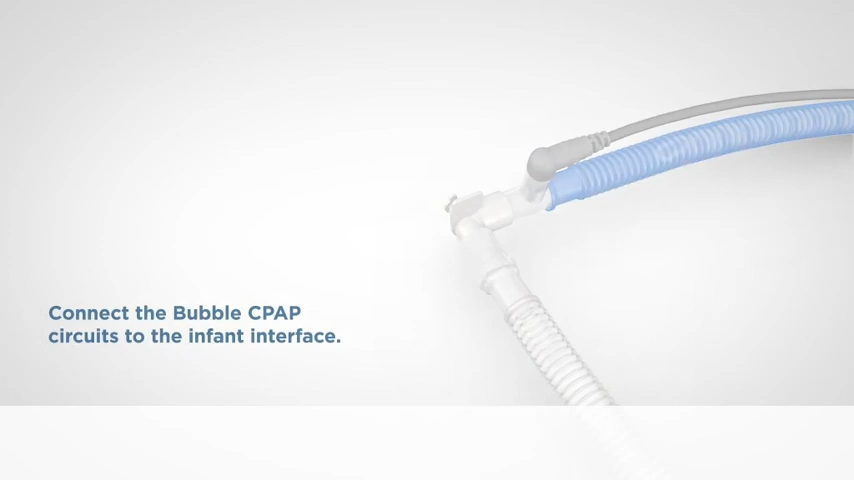 Connect the Bubble CPAP
circuits to the infant interface.